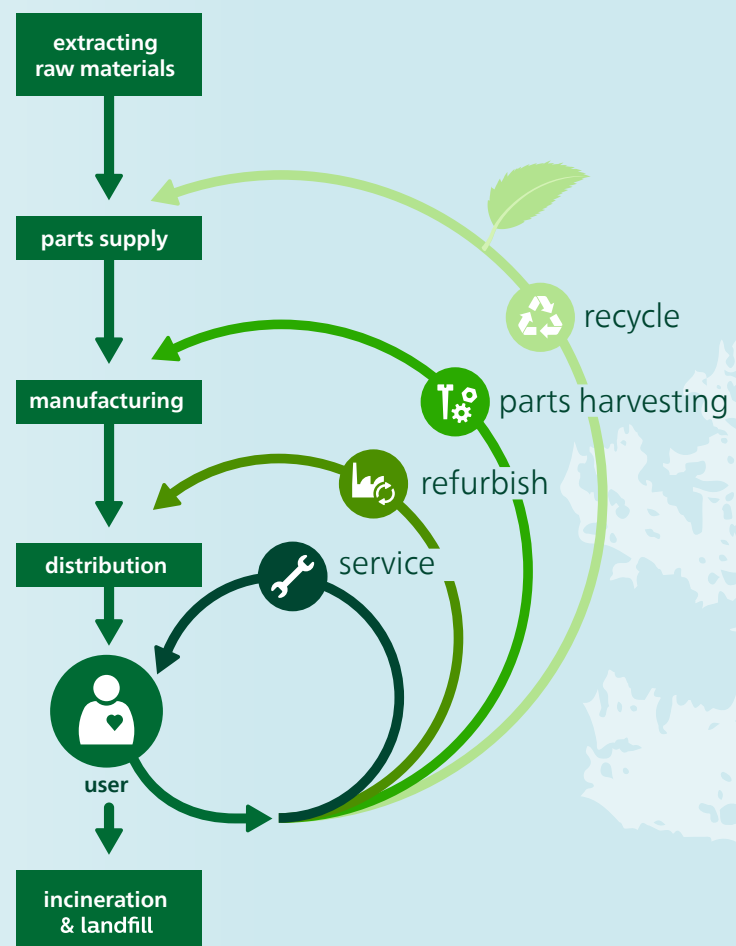 extracting
raw materials
parts supply
recycle
manufacturing
parts harvesting
refurbish
distribution
service
user
incineration
& landfill